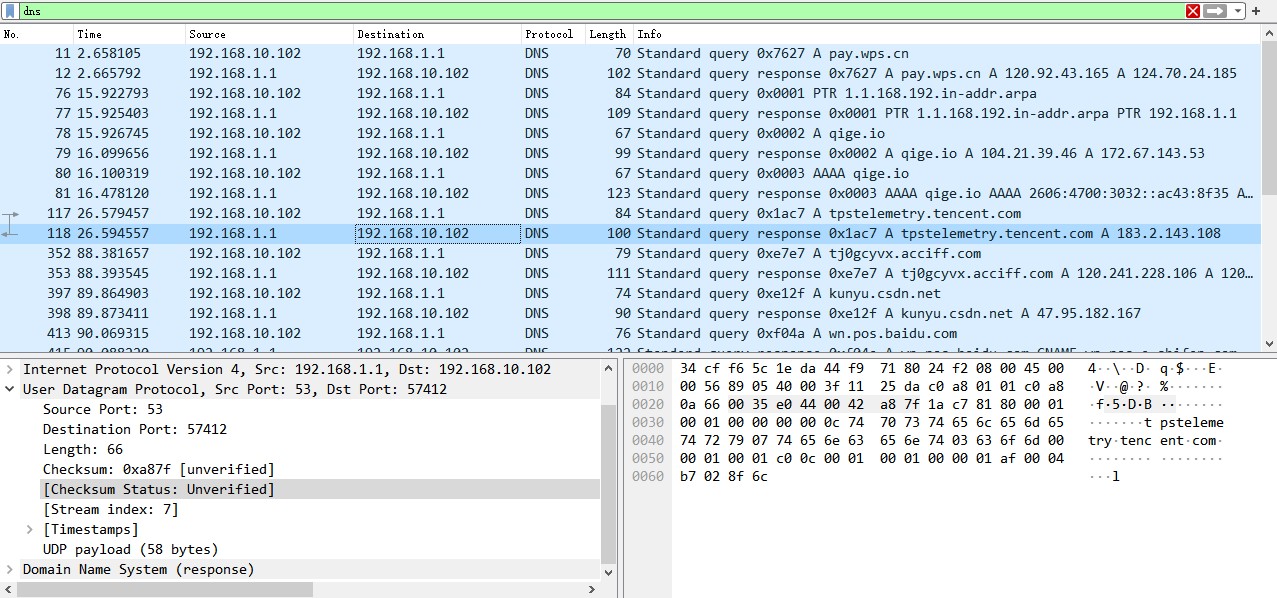 dns
No. Time Source Destination Protocol Length Info
11 2.658105 192.168.10.102 192.168.1.1 DNS 70 Standard query 0x7627 A pay.wps.cn
12 2.665792 192.168.1.1 192.168.10.102 DNS 102 Standard query response 0x7627 A pay.wps.cn A 120.92.43.165 A 124.70.24.185
76 15.922793 192.168.10.102 192.168.1.1 DNS 84 Standard query 0x0001 PTR 1.1.168.192.in-addr.arpa
77 15.925403 192.168.1.1 192.168.10.102 DNS 109 Standard query response 0x0001 PTR 1.1.168.192.in-addr.arpa PTR 192.168.1.1
78 15.926745 192.168.10.102 192.168.1.1 DNS 67 Standard query 0x0002 A qige.io
79 16.099656 192.168.1.1 192.168.10.102 DNS 99 Standard query response 0x0002 A qige.io A 104.21.39.46 A 172.67.143.53
80 16.100319 192.168.10.102 192.168.1.1 DNS 67 Standard query 0x0003 AAAA qige.io
81 16.478120 192.168.1.1 192.168.10.102 DNS 123 Standard query response 0x0003 AAAA qige.io AAAA 2606:4700:3032::ac43:8f35 A…
117 26.579457 192.168.10.102 192.168.1.1 DNS 84 Standard query 0x1ac7 A tpstelemetry.tencent.com
118 26.594557 192.168.1.1 192.168.10.102 DNS 100 Standard query response 0x1ac7 A tpstelemetry.tencent.com A 183.2.143.108
352 88.381657 192.168.10.102 192.168.1.1 DNS 79 Standard query 0xe7e7 A tj0gcyvx.acciff.com
353 88.393545 192.168.1.1 192.168.10.102 DNS 111 Standard query response 0xe7e7 A tj0gcyvx.acciff.com A 120.241.228.106 A 120…
397 89.864903 192.168.10.102 192.168.1.1 DNS 74 Standard query 0xe12f A kunyu.csdn.net
398 89.873411 192.168.1.1 192.168.10.102 DNS 90 Standard query response 0xe12f A kunyu.csdn.net A 47.95.182.167
413 90.069315 192.168.10.102 192.168.1.1 DNS 76 Standard query 0xf04a A wn.pos.baidu.com
Internet Protocol Version 4, Src: 192.168.1.1, Dst: 192.168.10.102
User Datagram Protocol, Src Port: 53, Dst Port: 57412
Source Port: 53
Destination Port: 57412
Length: 66
Checksum: 0xa87f [unverified]
[Checksum Status: Unverified]
[Stream index: 7]
[Timestamps]
UDP payload (58 bytes)
Domain Name System (response)
0000 34 cf f6 5c 1e da 44 f9 71 80 24 f2 08 00 45 00 4··\··D· q·$···E·
0010 00 56 89 05 40 00 3f 11 25 da c0 a8 01 01 c0 a8 ·V··@·?· %·······
0020 0a 66 00 35 e0 44 00 42 a8 7f 1a c7 81 80 00 01 ·f·5·D·B ········
0030 00 01 00 00 00 00 0c 74 70 73 74 65 6c 65 6d 65 ·······t psteleme
0040 74 72 79 07 74 65 6e 63 65 6e 74 03 63 6f 6d 00 try·tenc ent·com·
0050 00 01 00 01 c0 0c 00 01 00 01 00 00 01 af 00 04 ········ ········
0060 b7 02 8f 6c ···l